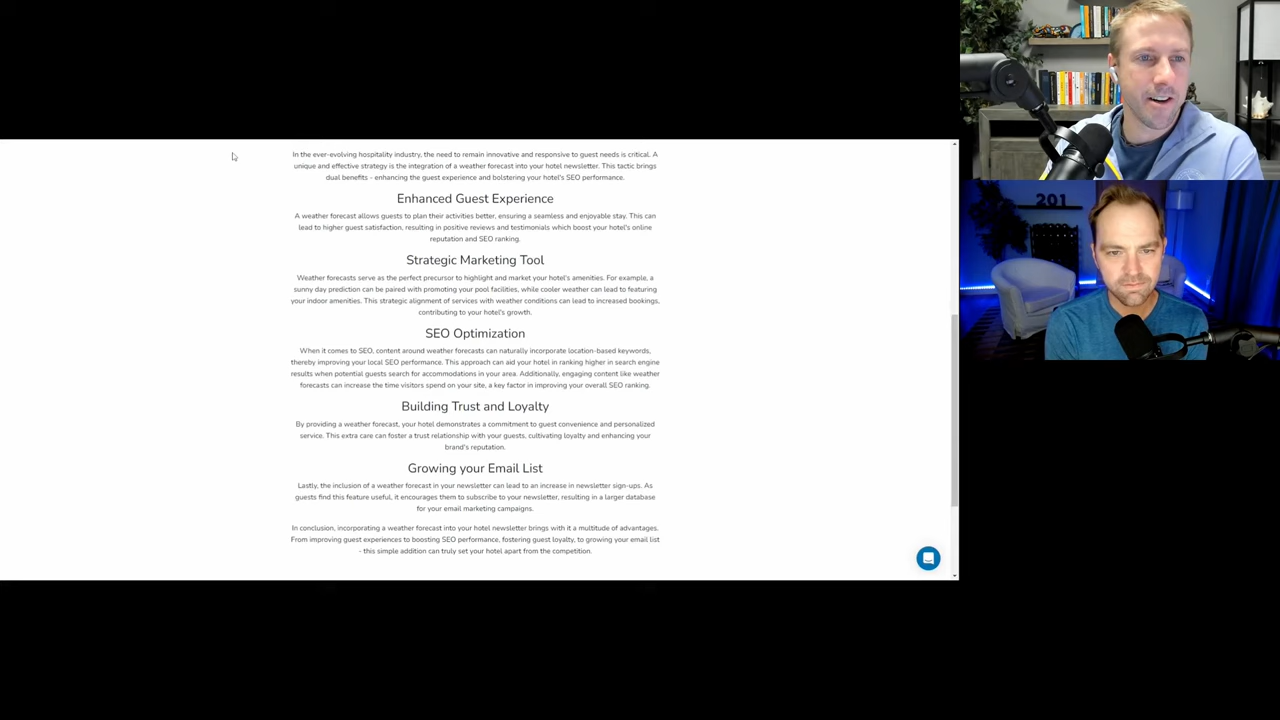 In the ever-evolving hospitality industry, the need to remain innovative and responsive to guest needs is critical. A
unique and effective strategy is the integration of a weather forecast into your hotel newsletter. This tactic brings
dual benefits - enhancing the guest experience and bolstering your hotel's SEO performance.
Enhanced Guest Experience
A weather forecast allows guests to plan their activities better, ensuring a seamless and enjoyable stay. This can
lead to higher guest satisfaction, resulting in positive reviews and testimonials which boost your hotel's online
reputation and SEO ranking.
Strategic Marketing Tool
Weather forecasts serve as the perfect precursor to highlight and market your hotel's amenities. For example, a
sunny day prediction can be paired with promoting your pool facilities, while cooler weather can lead to featuring
your indoor amenities. This strategic alignment of services with weather conditions can lead to increased bookings,
contributing to your hotel's growth.
SEO Optimization
When it comes to SEO, content around weather forecasts can naturally incorporate location-based keywords,
thereby improving your local SEO performance. This approach can aid your hotel in ranking higher in search engine
results when potential guests search for accommodations in your area. Additionally, engaging content like weather
forecasts can increase the time visitors spend on your site, a key factor in improving your overall SEO ranking.
Building Trust and Loyalty
By providing a weather forecast, your hotel demonstrates a commitment to guest convenience and personalized
service. This extra care can foster a trust relationship with your guests, cultivating loyalty and enhancing your
brand's reputation.
Growing your Email List
Lastly, the inclusion of a weather forecast in your newsletter can lead to an increase in newsletter sign-ups. As
guests find this feature useful, it encourages them to subscribe to your newsletter, resulting in a larger database
for your email marketing campaigns.
In conclusion, incorporating a weather forecast into your hotel newsletter brings with it a multitude of advantages.
From improving guest experiences to boosting SEO performance, fostering guest loyalty, to growing your email list
- this simple addition can truly set your hotel apart from the competition.
201